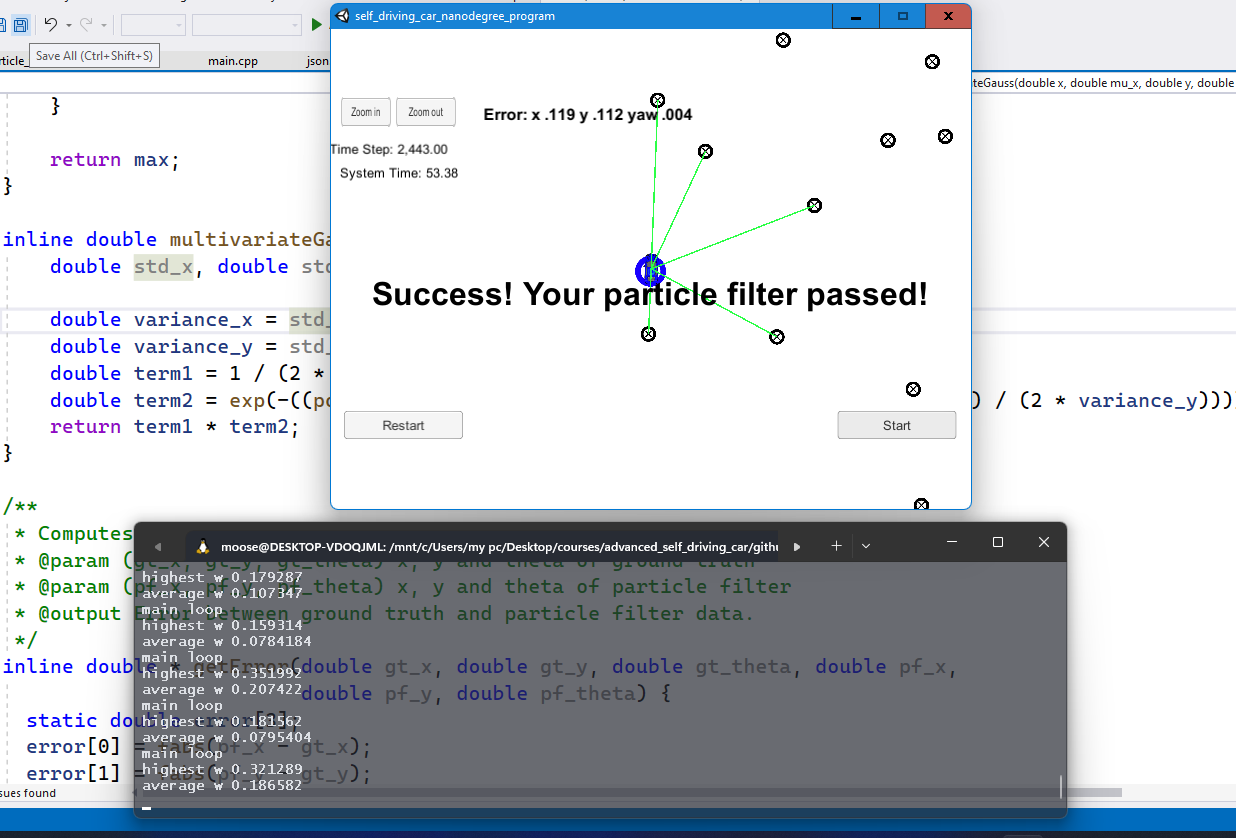 self_driving_car_nanodegree_program
Save All (Ctrl+Shift+S)
main.cpp
json
teGauss(double x, double mu_x, double y, double
Zoom in
Zoom out
Error: x .119 y .112 yaw .004
Time Step: 2,443.00
System Time: 53.38
Success! Your particle filter passed!
Restart
Start
}
return max;
}
inline double multivariateGa
double std_x, double std
double variance_x = std_
double variance_y = std_
double term1 = 1 / (2 *
double term2 = exp(-((po
) / (2 * variance_y)))
return term1 * term2;
}
/**
* Computes
* @param (gt_x, gt_y, gt_theta) x, y and theta of ground truth
* @param (pf_x, pf_y, pf_theta) x, y and theta of particle filter
* @output Error between ground truth and particle filter data.
*/
inline double * getError(double gt_x, double gt_y, double gt_theta, double pf_x,
double pf_y, double pf_theta) {
static double error[3];
error[0] = fabs(pf_x - gt_x);
error[1] = fabs(pf_y - gt_y);
sues found
moose@DESKTOP-VDOQJML: /mnt/c/Users/my pc/Desktop/courses/advanced_self_driving_car/githu
highest w 0.179287
average w 0.107347
main loop
highest w 0.159314
average w 0.0784184
main loop
highest w 0.351992
average w 0.207422
main loop
highest w 0.181562
average w 0.0795404
main loop
highest w 0.321289
average w 0.186582